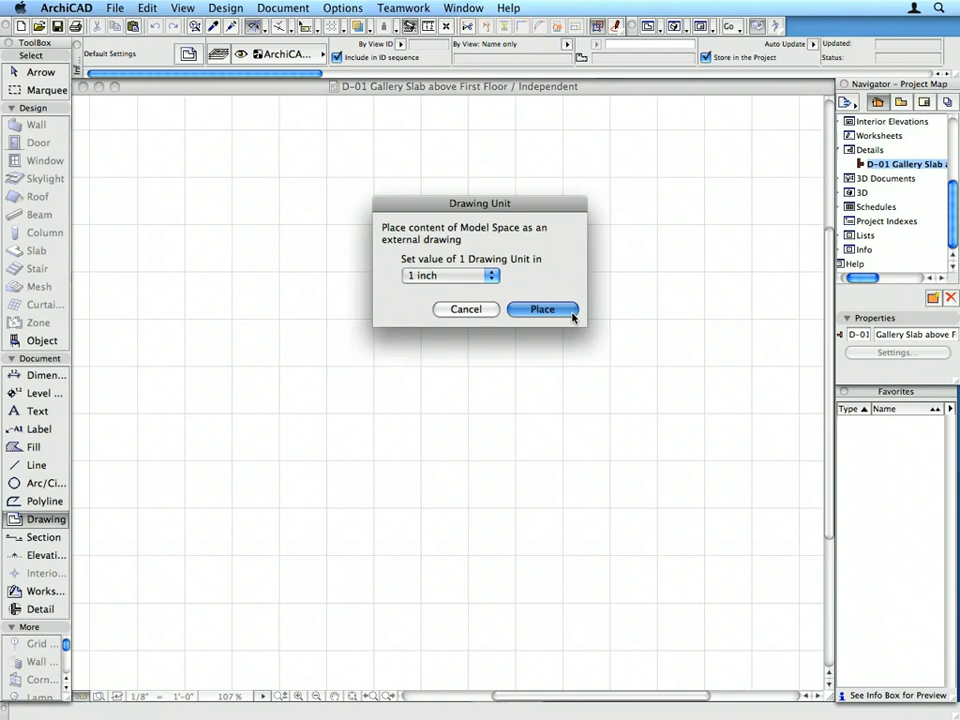 ArchiCAD File Edit View Design Document Options Teamwork Window Help
Go...
ToolBox
Select
Arrow
Marquee
Design
Wall
Door
Window
Skylight
Roof
Beam
Column
Slab
Stair
Mesh
Curtai...
Zone
Object
Document
Dimen...
Level ...
Text
Label
Fill
Line
Arc/Ci...
Polyline
Drawing
Section
Elevati...
Interio...
Works...
Detail
More
Grid ...
Wall ...
Corn...
Lamp
Default Settings
ArchiCA...
By View ID
Include in ID sequence
By View: Name only
Auto Update
Store in the Project
Updated:
Status:
D-01 Gallery Slab above First Floor / Independent
Drawing Unit
Place content of Model Space as an
external drawing
Set value of 1 Drawing Unit in
1 inch
Cancel
Place
1/8" = 1'-0"
107 %
Navigator - Project Map
Interior Elevations
Worksheets
Details
D-01 Gallery Slab a
3D Documents
3D
Schedules
Project Indexes
Lists
Info
Help
Properties
D-01 Gallery Slab above F
Settings...
Favorites
Type Name
See Info Box for Preview